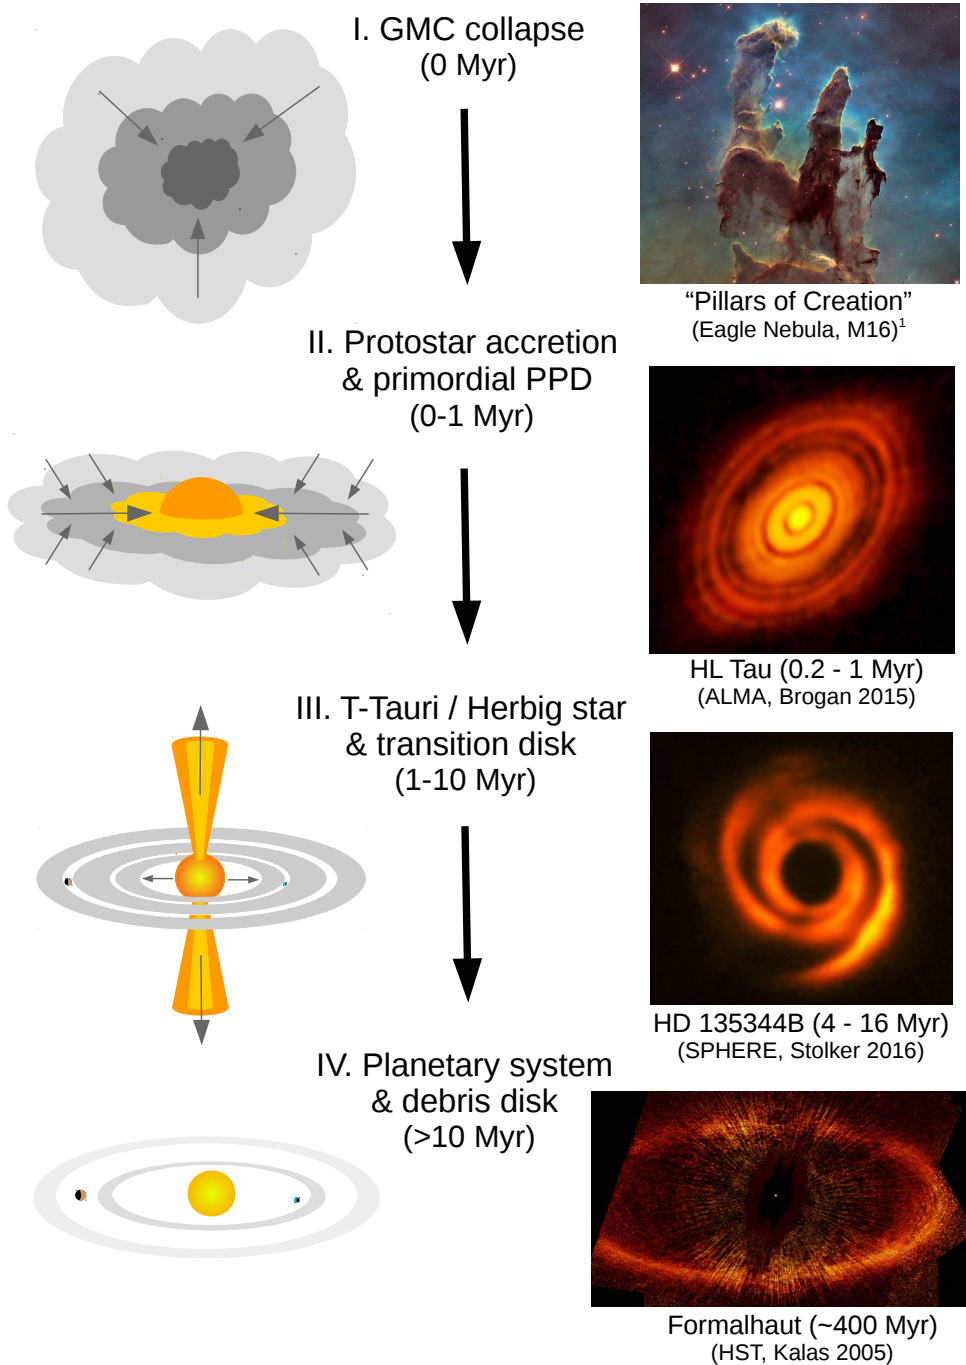 I. GMC collapse
(0 Myr)
“Pillars of Creation”
(Eagle Nebula, M16)1
II. Protostar accretion
& primordial PPD
(0-1 Myr)
HL Tau (0.2 - 1 Myr)
(ALMA, Brogan 2015)
III. T-Tauri / Herbig star
& transition disk
(1-10 Myr)
HD 135344B (4 - 16 Myr)
(SPHERE, Stolker 2016)
IV. Planetary system
& debris disk
(>10 Myr)
Formalhaut (~400 Myr)
(HST, Kalas 2005)